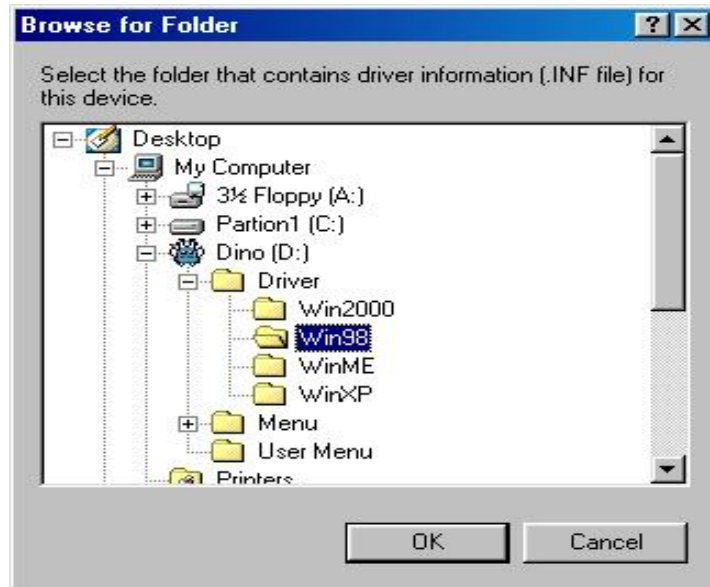 Browse for Folder
Select the folder that contains driver information (.INF file) for
this device.
Desktop
My Computer
3½ Floppy (A:)
Partion1 (C:)
Dino (D:)
Driver
Win2000
Win98
WinME
WinXP
Menu
User Menu
Printers
OK
Cancel